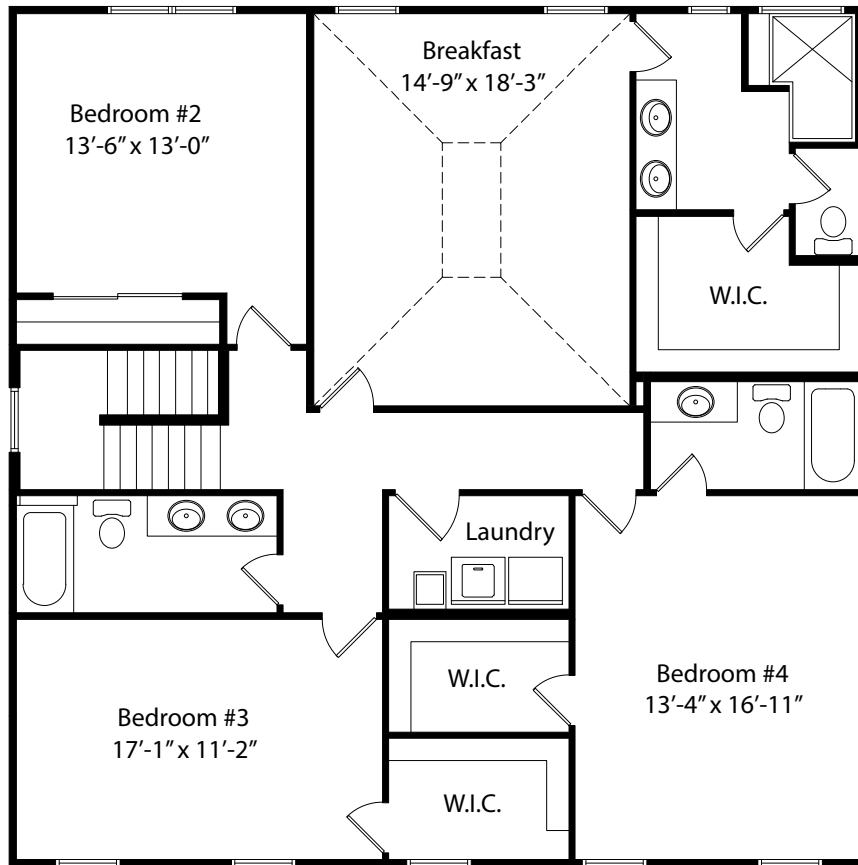 Breakfast
14’-9” x 18’-3”
Bedroom #2
13’-6” x 13’-0”
W.I.C.
Laundry
W.I.C.
Bedroom #4
13’-4” x 16’-11”
Bedroom #3
17’-1” x 11’-2”
W.I.C.